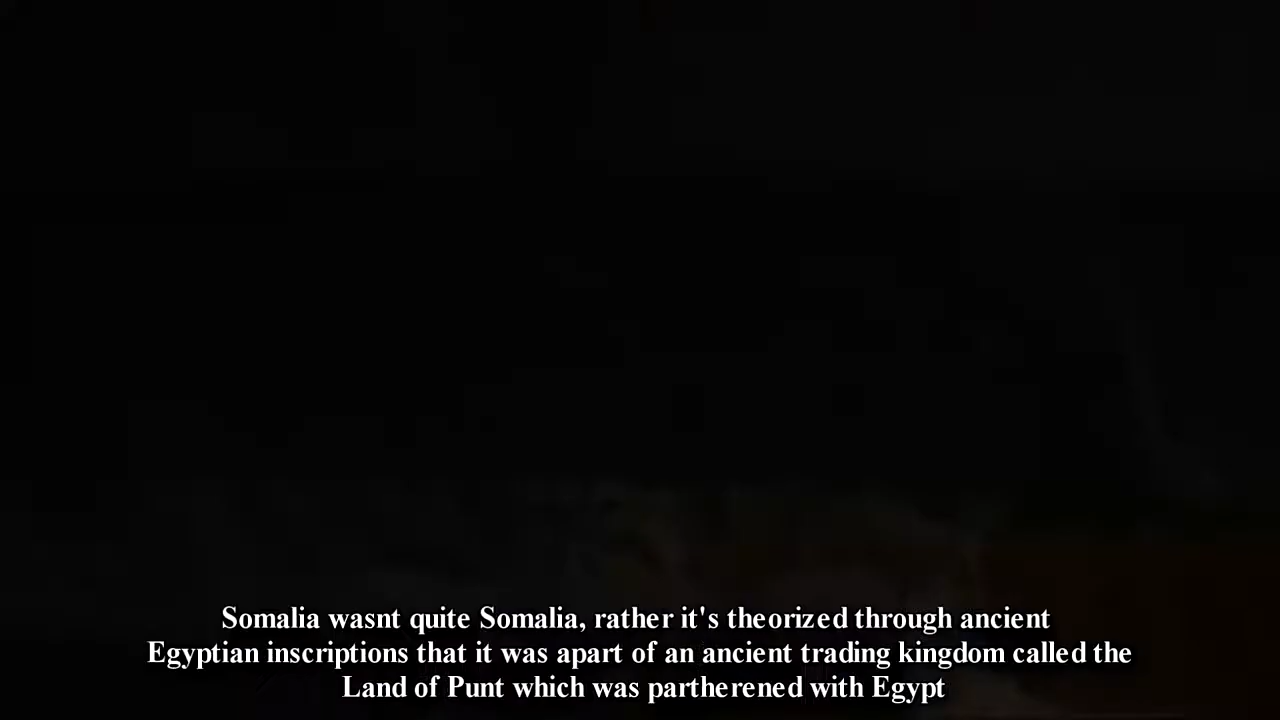 Somalia wasnt quite Somalia, rather it's theorized through ancient
Egyptian inscriptions that it was apart of an ancient trading kingdom called the
Land of Punt which was partherened with Egypt